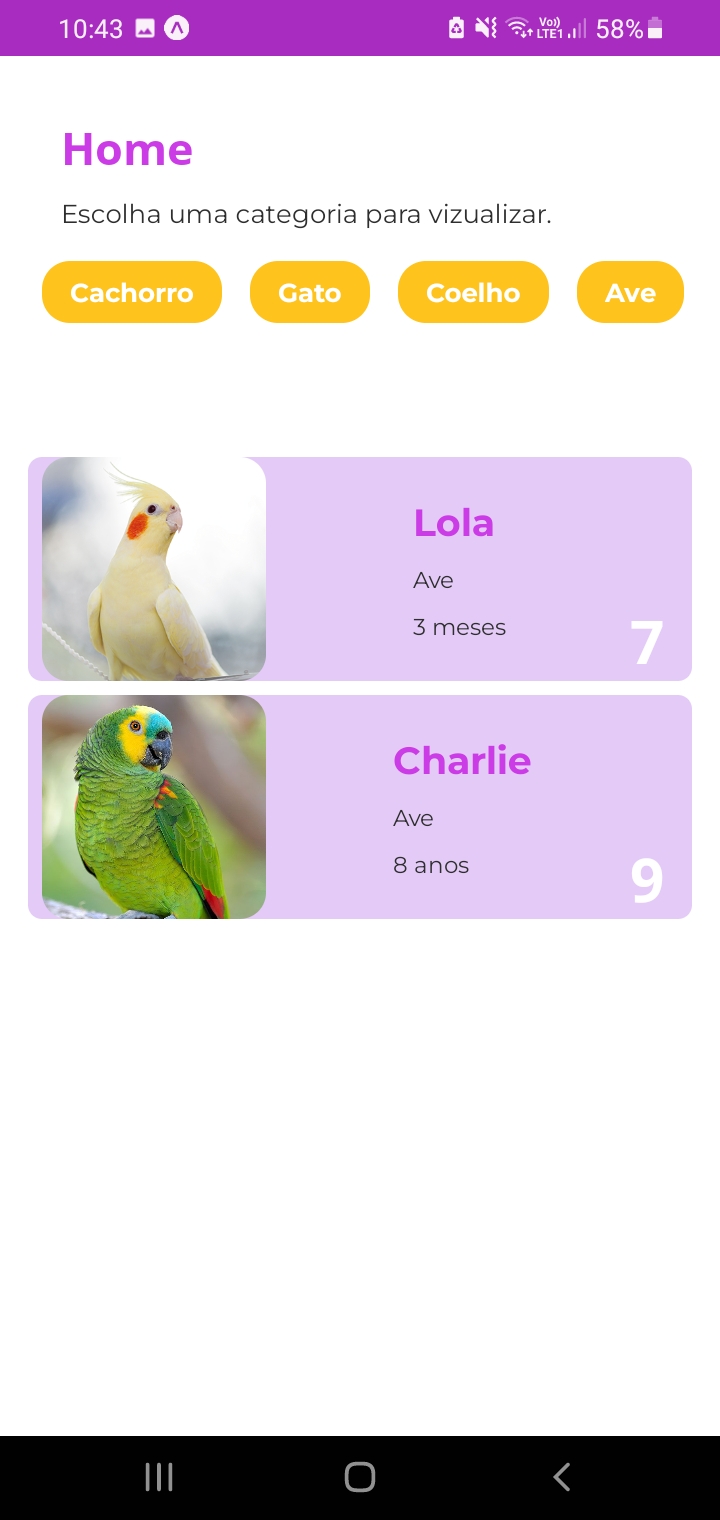 10:43
Vo))
LTE1
58%
Home
Escolha uma categoria para vizualizar.
Cachorro Gato Coelho Ave
Lola
Ave
3 meses
7
Charlie
Ave
8 anos
9